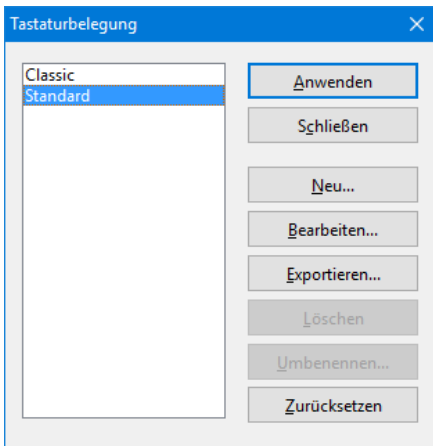 Tastaturbelegung
Classic
Standard
Anwenden
Schließen
Neu...
Bearbeiten...
Exportieren...
Löschen
Umbenennen...
Zurücksetzen